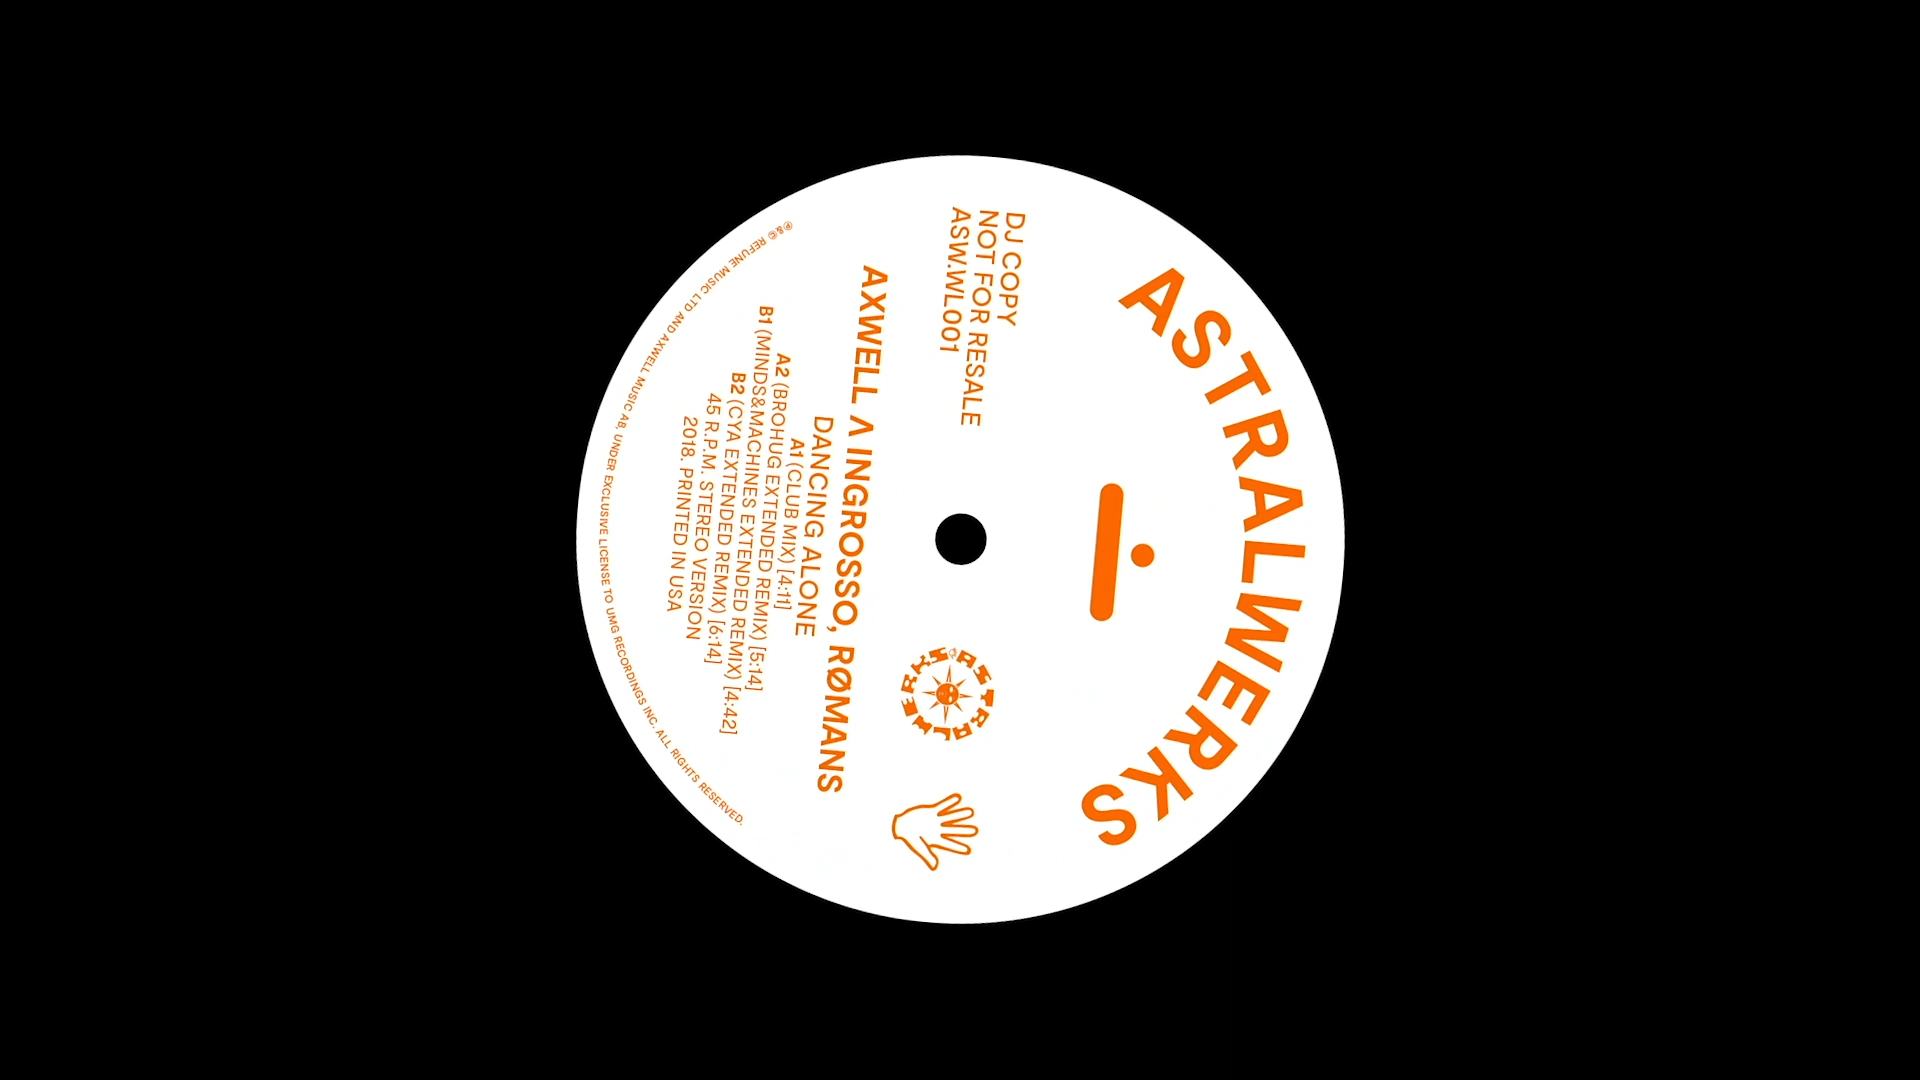 ASTRALWERKS
DJ COPY
NOT FOR RESALE
ASW.WL001
ASTRALWERKS
AXWELL Λ INGROSSO, RØMANS
DANCING ALONE
A1 (CLUB MIX) [4:11]
A2 (BROHUG EXTENDED REMIX) [5:14]
B1 (MINDS&MACHINES EXTENDED REMIX) [4:42]
B2 (CYA EXTENDED REMIX) [6:14]
45 R.P.M. STEREO VERSION
2018. PRINTED IN USA
℗&© REFUNE MUSIC LTD AND AXWELL MUSIC AB, UNDER EXCLUSIVE LICENSE TO UMG RECORDINGS INC. ALL RIGHTS RESERVED.